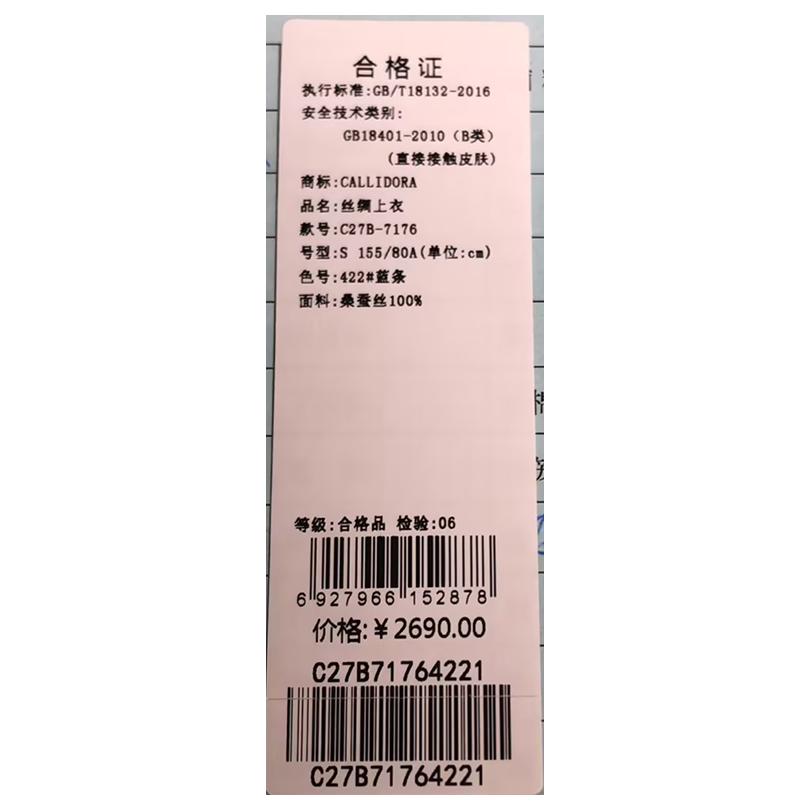 合格证
执行标准:GB/T18132-2016
安全技术类别:
GB18401-2010（B类）
(直接接触皮肤)
商标:CALLIDORA
品名:丝绸上衣
款号:C27B-7176
号型:S 155/80A(单位:cm)
色号:422#蓝条
面料:桑蚕丝100%
等级:合格品 检验:06
6 927966 152878
价格:¥2690.00
C27B71764221
C27B71764221